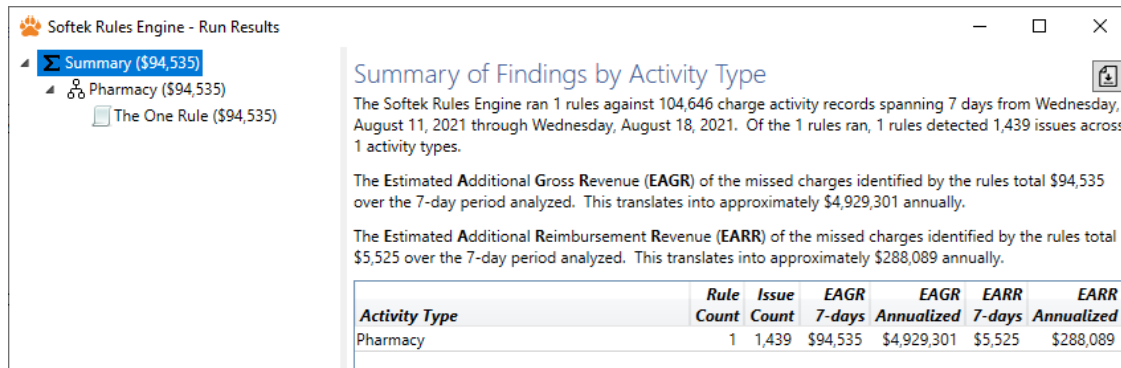 Softek Rules Engine - Run Results
Summary ($94,535)
Pharmacy ($94,535)
The One Rule ($94,535)
Summary of Findings by Activity Type
The Softek Rules Engine ran 1 rules against 104,646 charge activity records spanning 7 days from Wednesday,
August 11, 2021 through Wednesday, August 18, 2021. Of the 1 rules ran, 1 rules detected 1,439 issues across
1 activity types.
The Estimated Additional Gross Revenue (EAGR) of the missed charges identified by the rules total $94,535
over the 7-day period analyzed. This translates into approximately $4,929,301 annually.
The Estimated Additional Reimbursement Revenue (EARR) of the missed charges identified by the rules total
$5,525 over the 7-day period analyzed. This translates into approximately $288,089 annually.
Rule Issue EAGR EAGR EARR EARR
Activity Type Count Count 7-days Annualized 7-days Annualized
Pharmacy 1 1,439 $94,535 $4,929,301 $5,525 $288,089